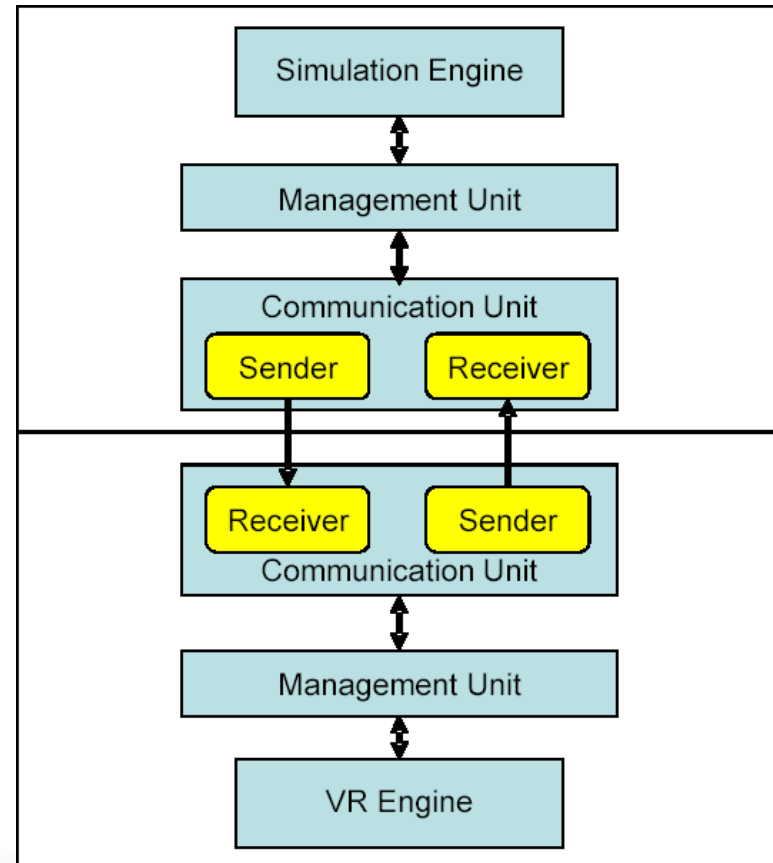 Simulation Engine
Management Unit
Communication Unit
Sender
Receiver
Receiver
Sender
Communication Unit
Management Unit
VR Engine